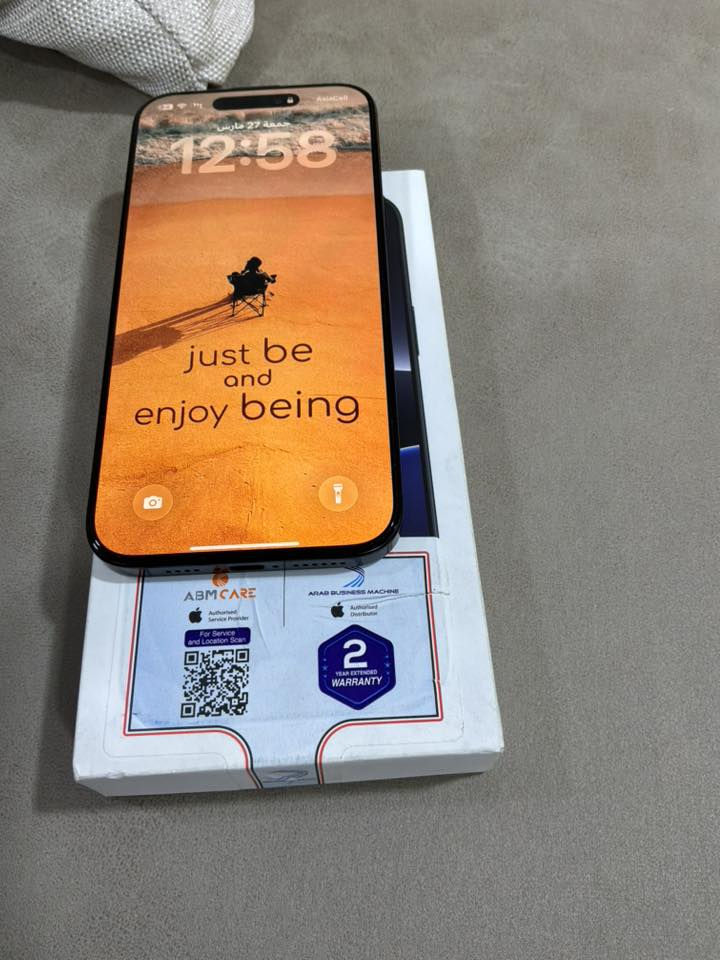 AsiaCell
جمعة 27 مارس
12:58
just be
and
enjoy being
ABM CARE
Authorised
Service Provider
For Service
and Location Scan
ARAB BUSINESS MACHINE
Authorised
Distributor
2
YEAR EXTENDED
WARRANTY